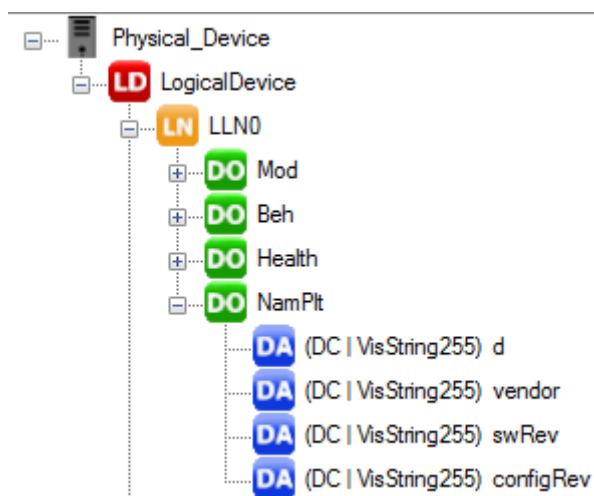 Physical_Device
LD LogicalDevice
LN LLN0
DO Mod
DO Beh
DO Health
DO NamPlt
DA (DC | VisString255) d
DA (DC | VisString255) vendor
DA (DC | VisString255) swRev
DA (DC | VisString255) configRev